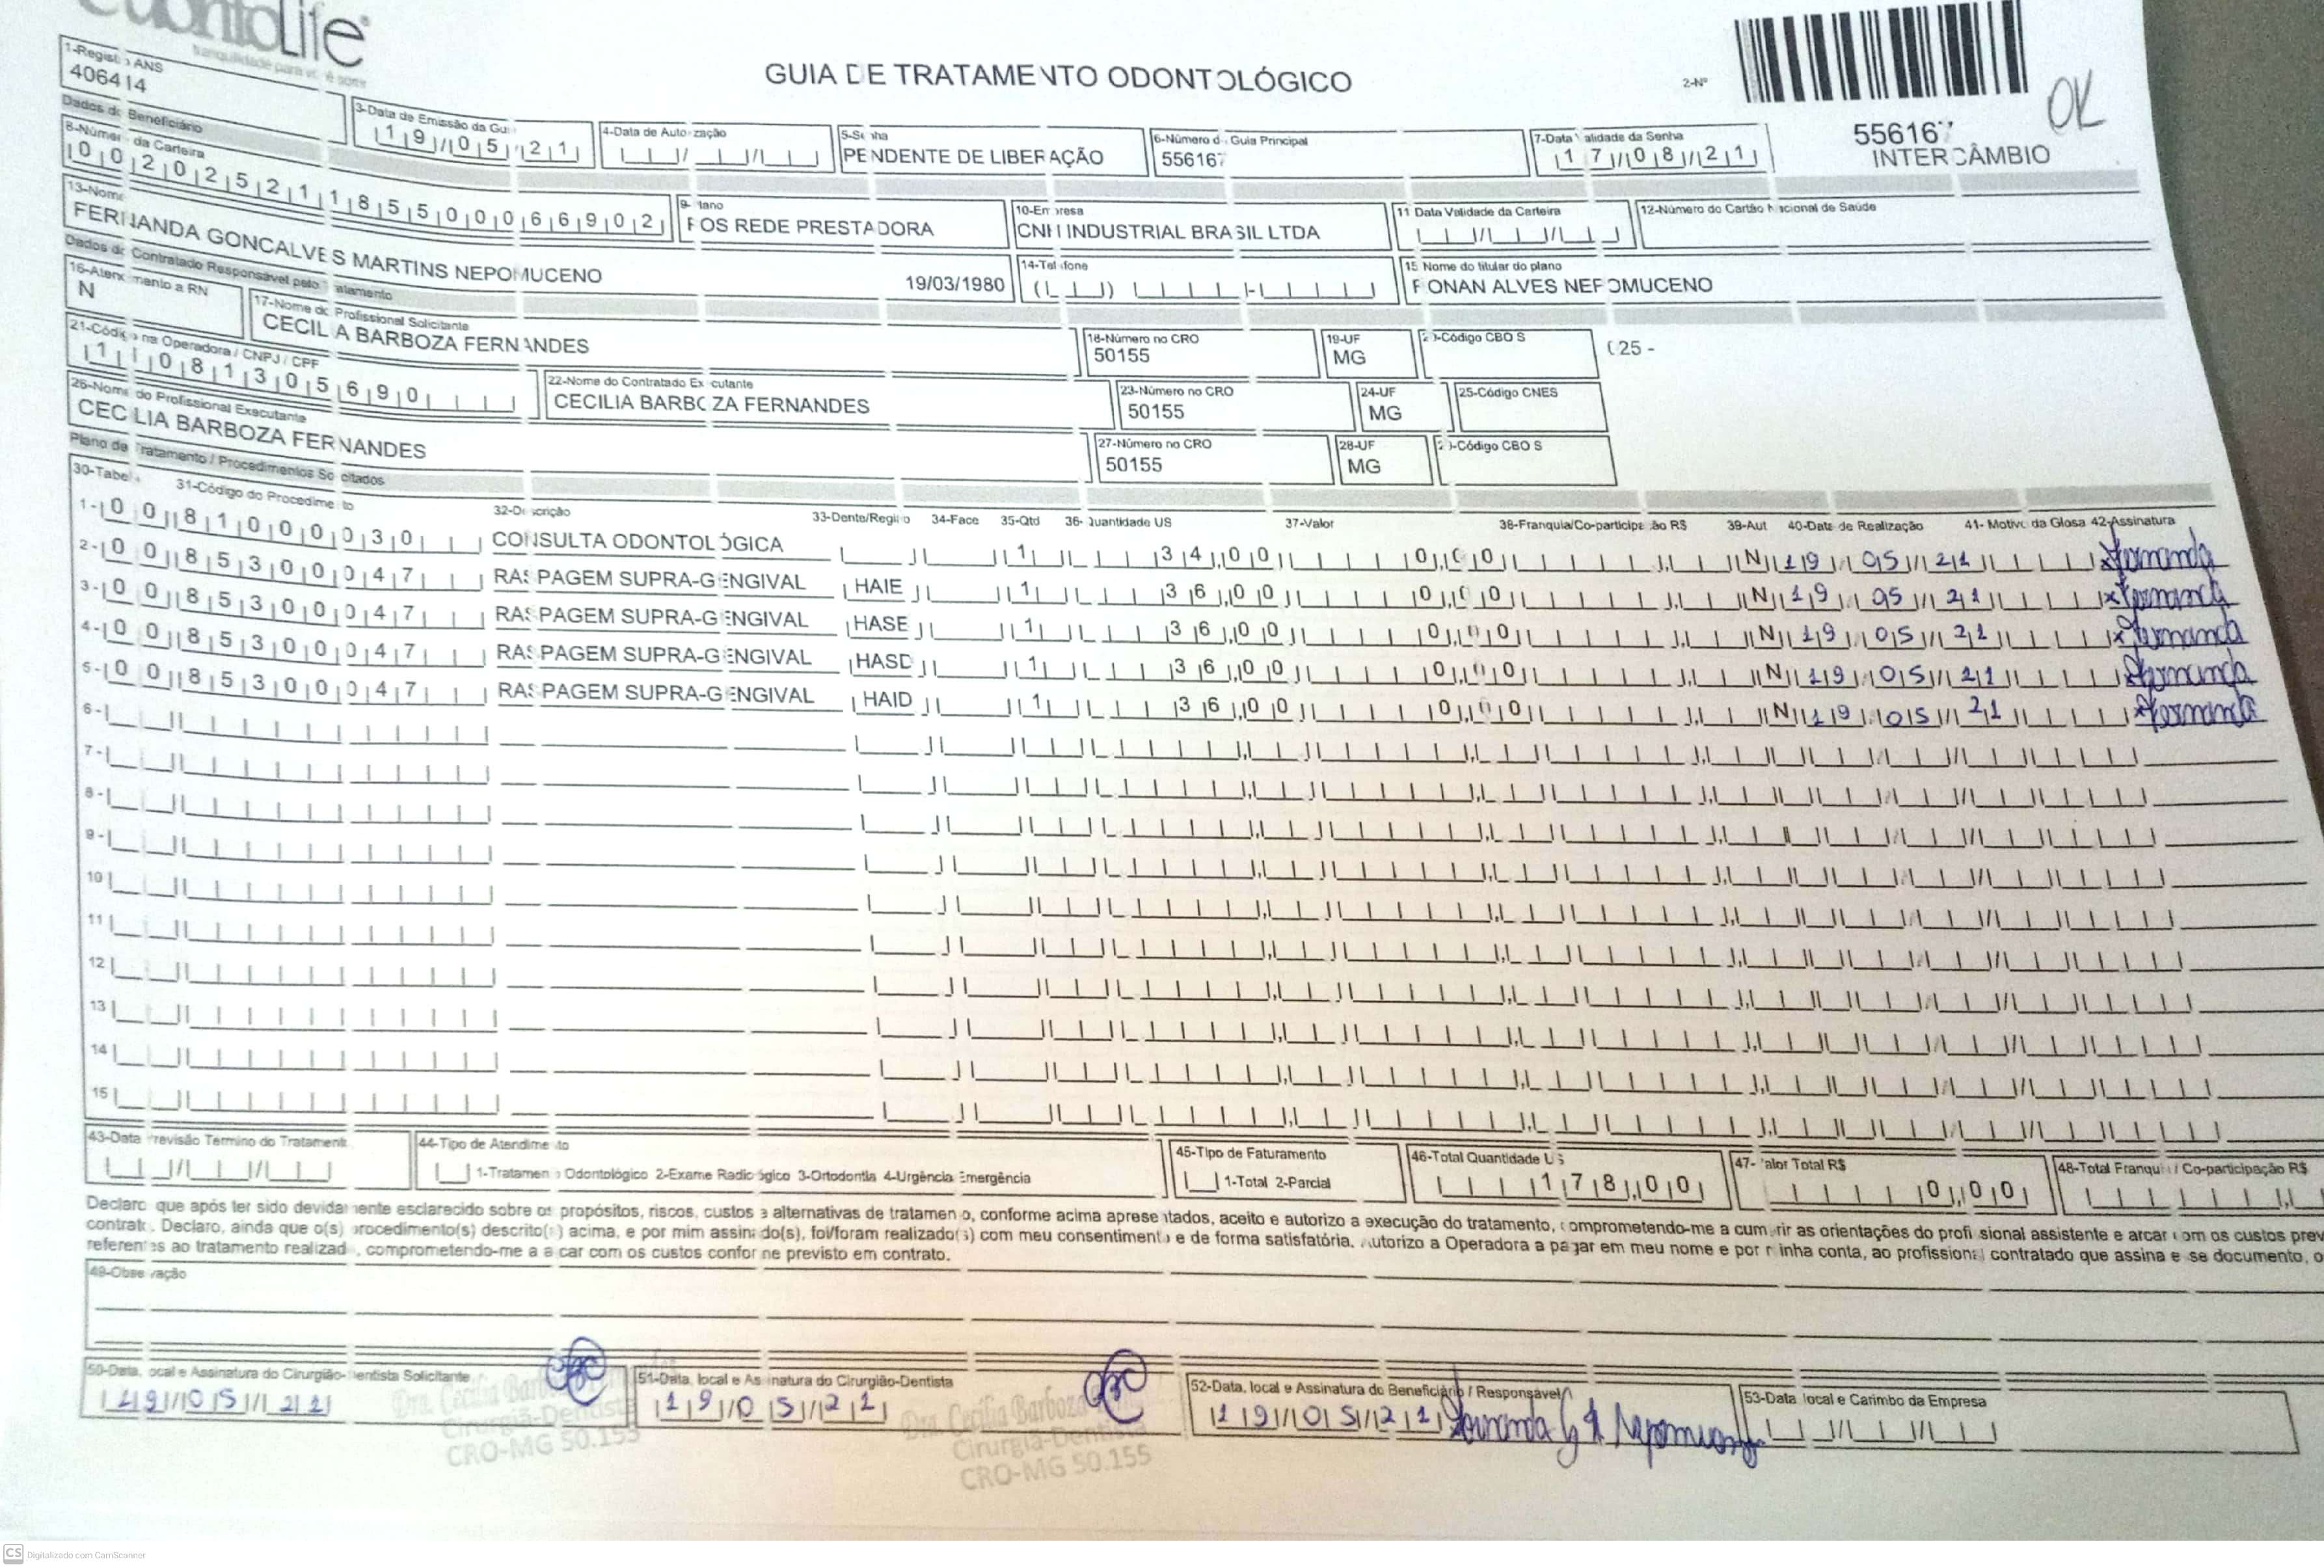 OdontoLife®
tranquilidade para você sorrir
GUIA DE TRATAMENTO ODONTOLÓGICO
2-Nº
OK
556167
INTERCÂMBIO
1-Registro ANS
406414
3-Data de Emissão da Guia
19/05/21
4-Data de Autorização
5-Senha
PENDENTE DE LIBERAÇÃO
6-Número da Guia Principal
556167
7-Data Validade da Senha
17/08/21
Dados do Beneficiário
8-Número da Carteira
00202521185500066902
9-Plano
POS REDE PRESTADORA
10-Empresa
CNH INDUSTRIAL BRASIL LTDA
11 Data Validade da Carteira
12-Número do Cartão Nacional de Saúde
13-Nome
FERNANDA GONCALVES MARTINS NEPOMUCENO
19/03/1980
14-Telefone
15 Nome do titular do plano
RONAN ALVES NEPOMUCENO
Dados do Contratado Responsável pelo Tratamento
16-Atendimento a RN
N
17-Nome do Profissional Solicitante
CECILIA BARBOZA FERNANDES
18-Número no CRO
50155
19-UF
MG
20-Código CBO S
025 -
21-Código na Operadora / CNPJ / CPF
11081305690
22-Nome do Contratado Executante
CECILIA BARBOZA FERNANDES
23-Número no CRO
50155
24-UF
MG
25-Código CNES
26-Nome do Profissional Executante
CECILIA BARBOZA FERNANDES
27-Número no CRO
50155
28-UF
MG
29-Código CBO S
Plano de Tratamento / Procedimentos Solicitados
30-Tabela 31-Código do Procedimento 32-Descrição 33-Dente/Região 34-Face 35-Qtd 36-Quantidade US 37-Valor 38-Franquia/Co-participação R$ 39-Aut 40-Data de Realização 41- Motivo da Glosa 42-Assinatura
1- 00 81000030 CONSULTA ODONTOLÓGICA 1 34,00 0,00 N 19/05/21 Fernanda
2- 00 85300047 RASPAGEM SUPRA-GENGIVAL HAIE 1 36,00 0,00 N 19/05/21 Fernanda
3- 00 85300047 RASPAGEM SUPRA-GENGIVAL HASE 1 36,00 0,00 N 19/05/21 Fernanda
4- 00 85300047 RASPAGEM SUPRA-GENGIVAL HASD 1 36,00 0,00 N 19/05/21 Fernanda
5- 00 85300047 RASPAGEM SUPRA-GENGIVAL HAID 1 36,00 0,00 N 19/05/21 Fernanda
6-
7-
8-
9-
10
11
12
13
14
15
43-Data Previsão Término do Tratamento
44-Tipo de Atendimento
1-Tratamento Odontológico 2-Exame Radiológico 3-Ortodontia 4-Urgência Emergência
45-Tipo de Faturamento
1-Total 2-Parcial
46-Total Quantidade US
178,00
47-Valor Total R$
0,00
48-Total Franquia / Co-participação R$
Declaro que após ter sido devidamente esclarecido sobre os propósitos, riscos, custos e alternativas de tratamento, conforme acima apresentados, aceito e autorizo a execução do tratamento, comprometendo-me a cumprir as orientações do profissional assistente e arcar com os custos prev
contrato. Declaro, ainda que o(s) procedimento(s) descrito(s) acima, e por mim assinado(s), foi/foram realizado(s) com meu consentimento e de forma satisfatória. Autorizo a Operadora a pagar em meu nome e por minha conta, ao profissional contratado que assina esse documento, o
referentes ao tratamento realizado, comprometendo-me a arcar com os custos conforme previsto em contrato.
49-Observação
50-Data, local e Assinatura do Cirurgião-Dentista Solicitante
19/05/21
Dra. Cecília Barboza
Cirurgiã-Dentista
CRO-MG 50.155
51-Data, local e Assinatura do Cirurgião-Dentista
19/05/21
Dra. Cecília Barboza
Cirurgiã-Dentista
CRO-MG 50.155
52-Data, local e Assinatura do Beneficiário / Responsável
19/05/21 Fernanda G M Nepomuceno
53-Data local e Carimbo da Empresa
CS Digitalizado com CamScanner